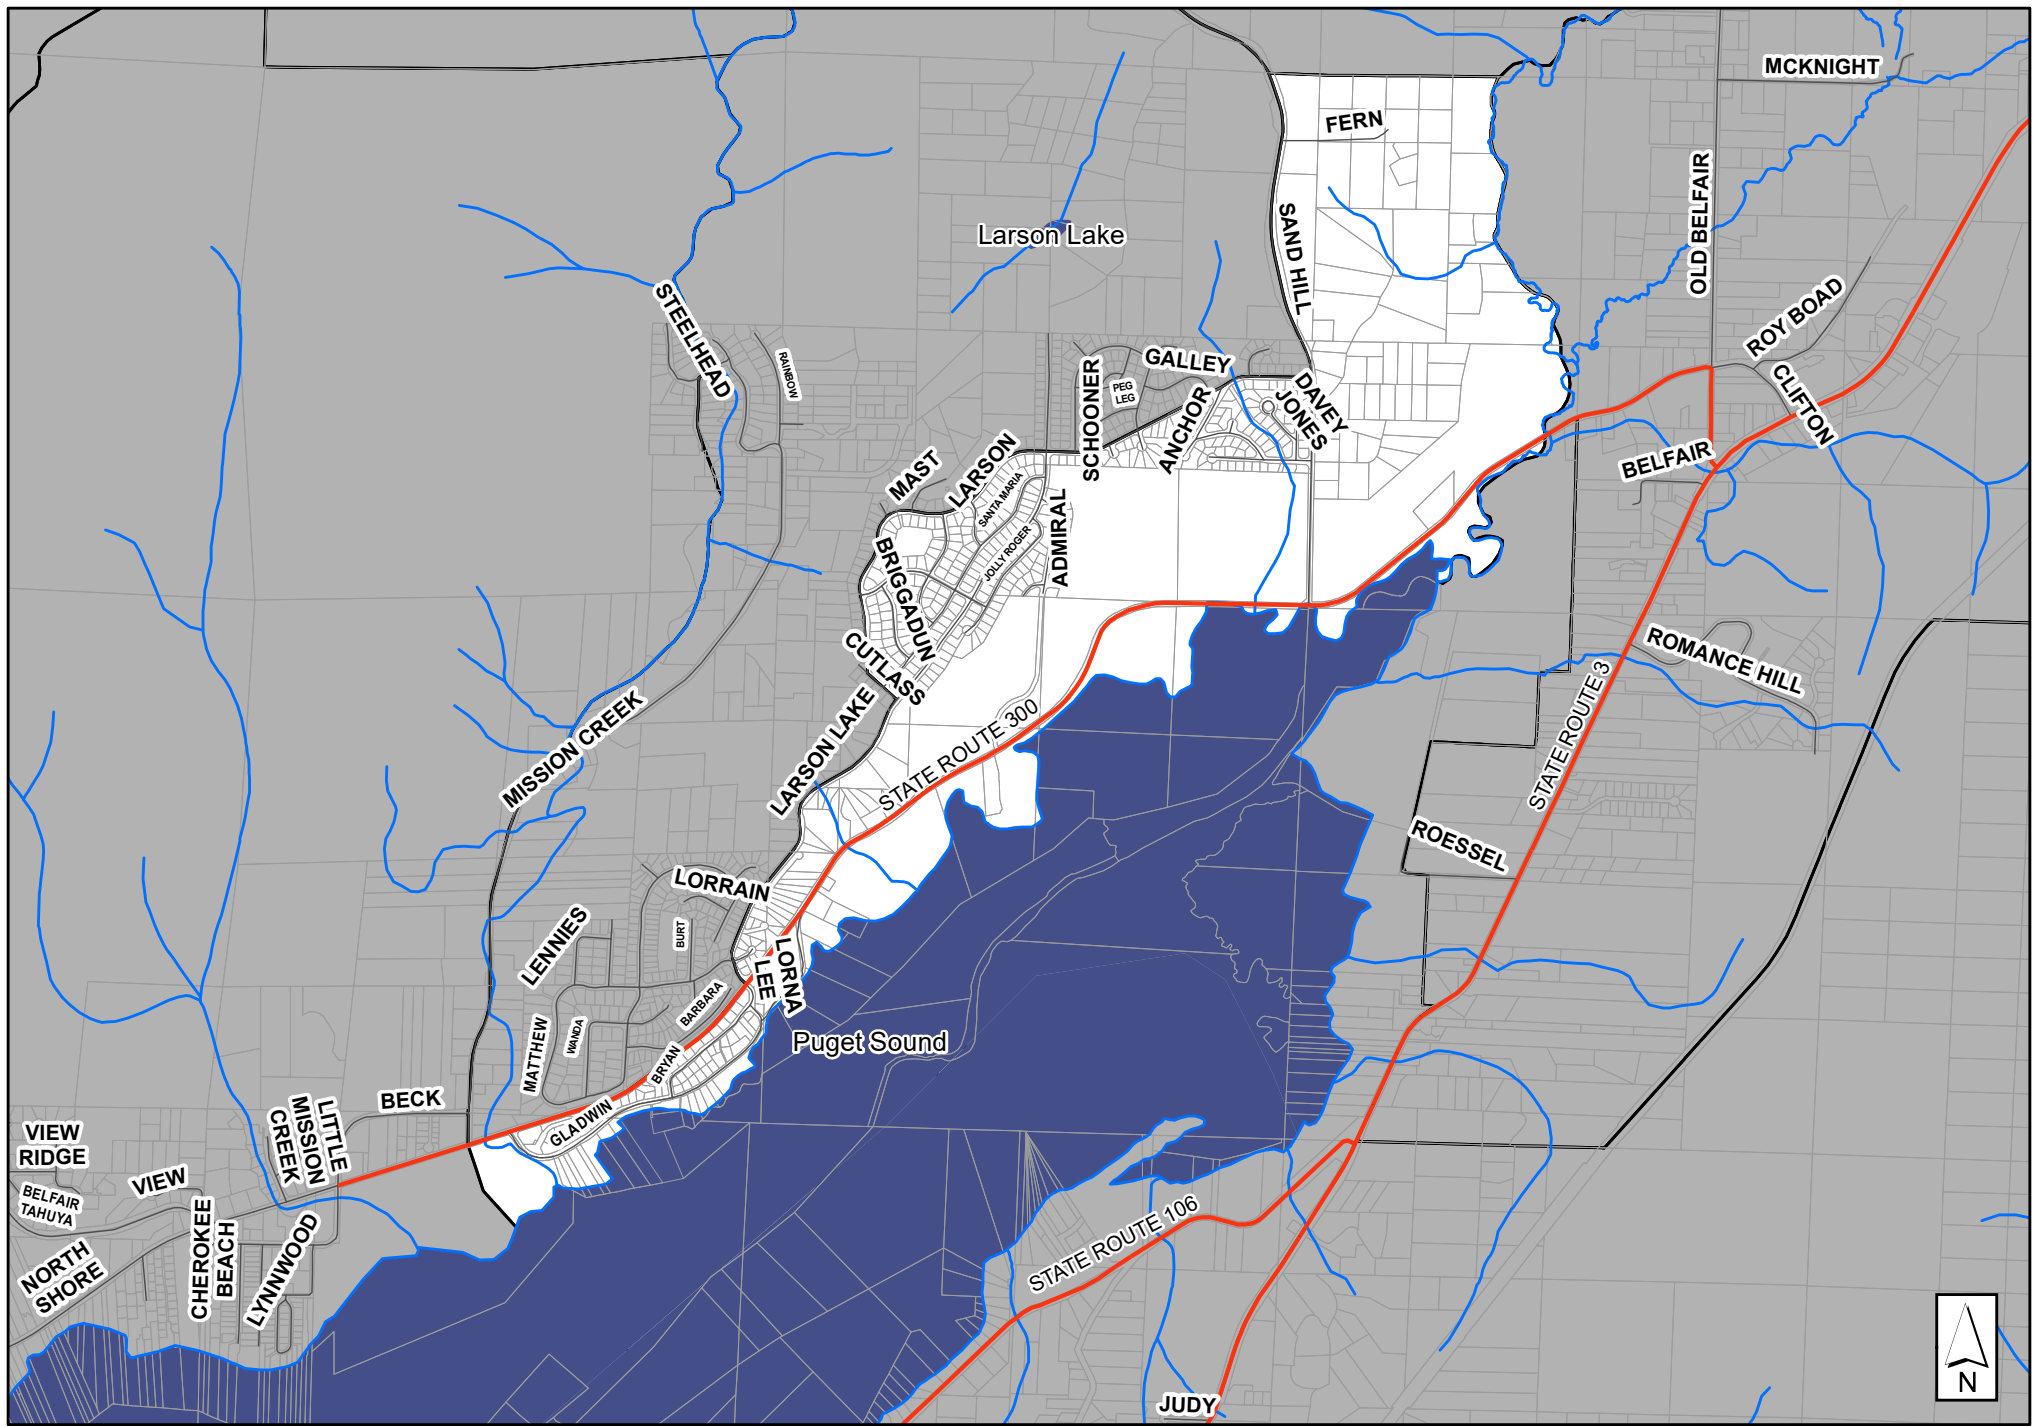 MCKNIGHT
FERN
OLD BELFAIR
SAND HILL
Larson Lake
STEELHEAD
RAINBOW
ROY BOAD
CLIFTON
GALLEY
SCHOONER
PEG
LEG
ANCHOR
DAVEY
JONES
BELFAIR
MAST
LARSON
SANTA MARIA
JOLLY ROGER
ADMIRAL
BRIGGADUN
CUTLASS
ROMANCE HILL
STATE ROUTE 3
MISSION CREEK
LARSON LAKE
STATE ROUTE 300
ROESSEL
LORRAIN
BURT
LENNIES
LORNA
LEE
BARBARA
MATTHEW
WANDA
BRYAN
Puget Sound
GLADWIN
BECK
LITTLE
MISSION
CREEK
VIEW
RIDGE
VIEW
BELFAIR
TAHUYA
CHEROKEE
BEACH
LYNNWOOD
NORTH
SHORE
STATE ROUTE 106
JUDY
N